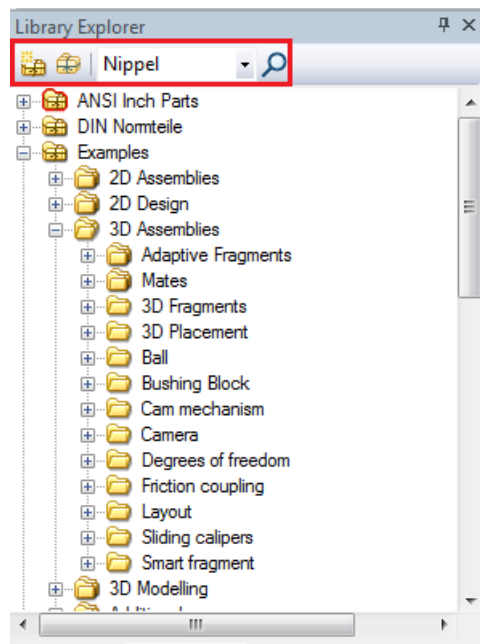 Library Explorer
Nippel
ANSI Inch Parts
DIN Normteile
Examples
2D Assemblies
2D Design
3D Assemblies
Adaptive Fragments
Mates
3D Fragments
3D Placement
Ball
Bushing Block
Cam mechanism
Camera
Degrees of freedom
Friction coupling
Layout
Sliding calipers
Smart fragment
3D Modelling